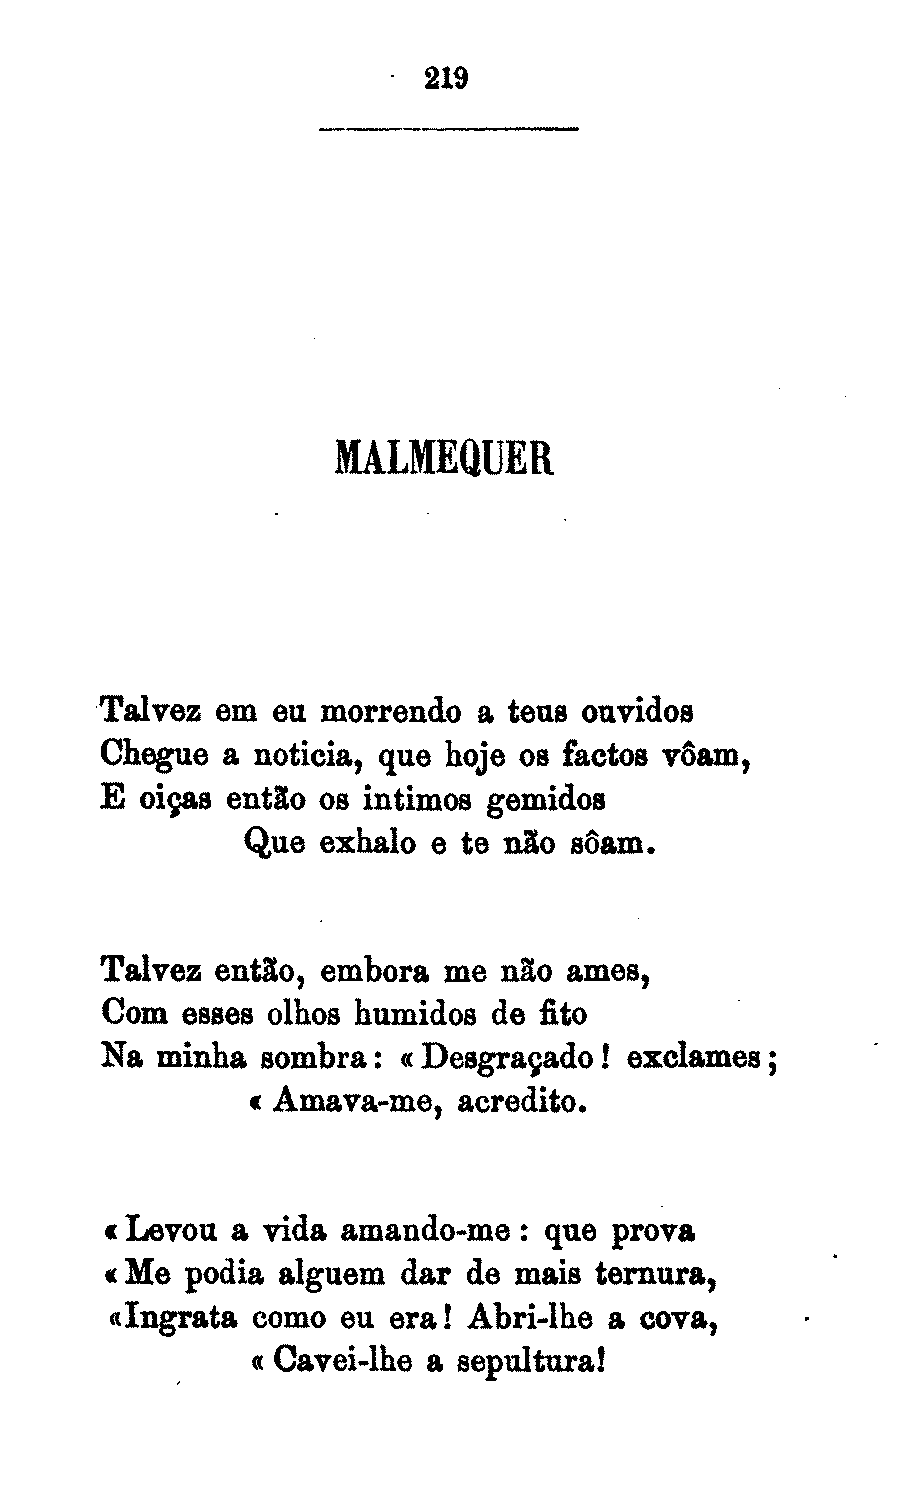 219
MALMEQUER
Talvez em eu morrendo a teus ouvidos
Chegue a noticia, que hoje os factos vôam,
E oiças então os intimos gemidos
Que exhalo e te não sôam.
Talvez então, embora me não ames,
Com esses olhos humidos de fito
Na minha sombra: « Desgraçado! exclames;
« Amava-me, acredito.
« Levou a vida amando-me: que prova
« Me podia alguem dar de mais ternura,
«Ingrata como eu era! Abri-lhe a cova,
« Cavei-lhe a sepultura!